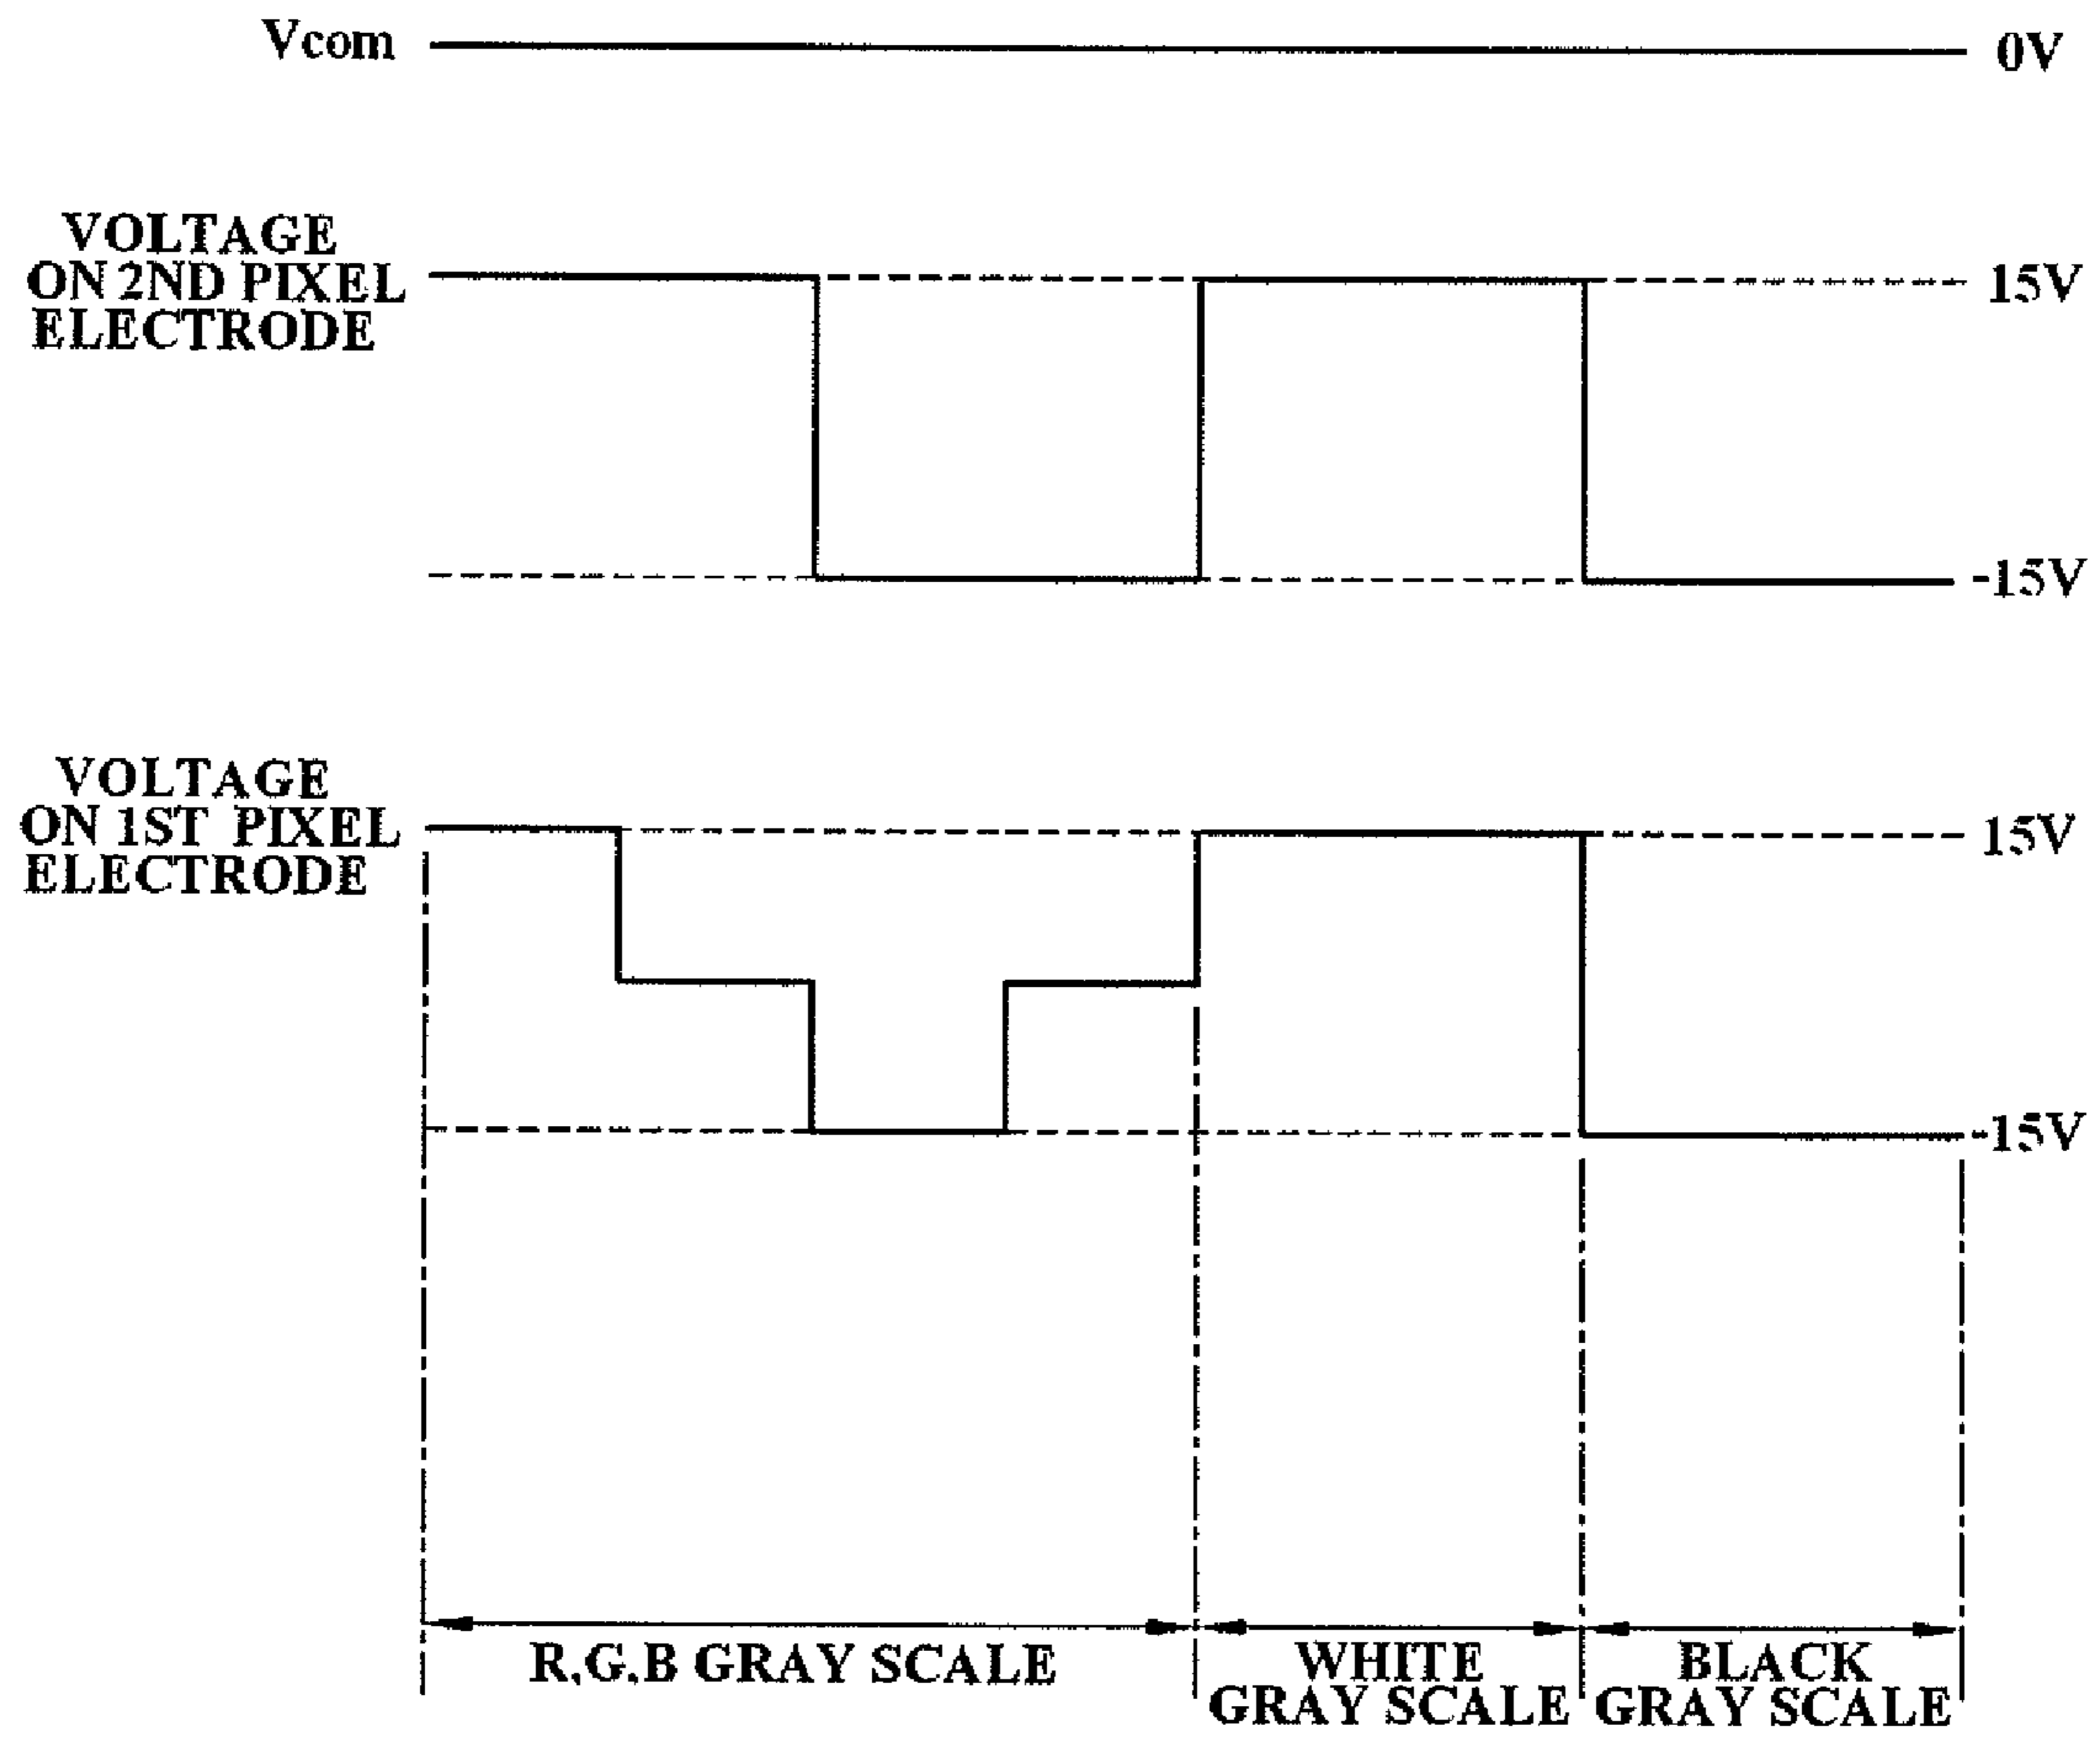 Vcom
0V
VOLTAGE
ON 2ND PIXEL
ELECTRODE
15V
-15V
VOLTAGE
ON 1ST PIXEL
ELECTRODE
15V
-15V
R,G,B GRAY SCALE
WHITE
GRAY SCALE
BLACK
GRAY SCALE